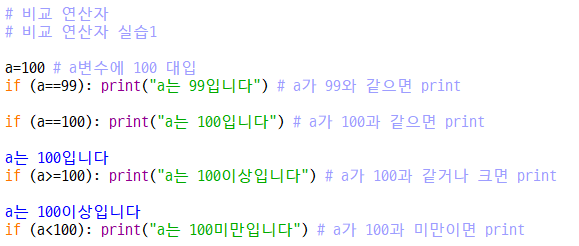 # 비교 연산자
# 비교 연산자 실습1
a=100 # a변수에 100 대입
if (a==99): print("a는 99입니다") # a가 99와 같으면 print
if (a==100): print("a는 100입니다") # a가 100과 같으면 print
a는 100입니다
if (a>=100): print("a는 100이상입니다") # a가 100과 같거나 크면 print
a는 100이상입니다
if (a<100): print("a는 100미만입니다") # a가 100과 미만이면 print